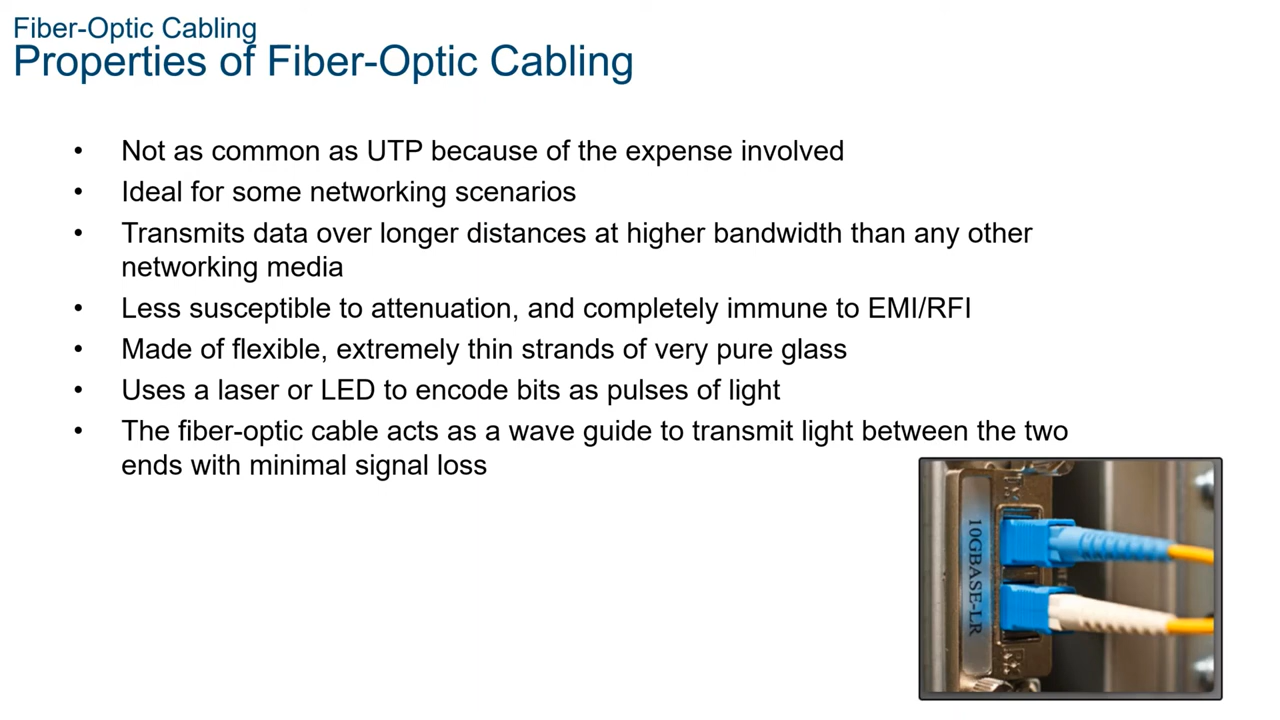 Fiber-Optic Cabling
Properties of Fiber-Optic Cabling
• Not as common as UTP because of the expense involved
• Ideal for some networking scenarios
• Transmits data over longer distances at higher bandwidth than any other
networking media
• Less susceptible to attenuation, and completely immune to EMI/RFI
• Made of flexible, extremely thin strands of very pure glass
• Uses a laser or LED to encode bits as pulses of light
• The fiber-optic cable acts as a wave guide to transmit light between the two
ends with minimal signal loss
10GBASE-LR